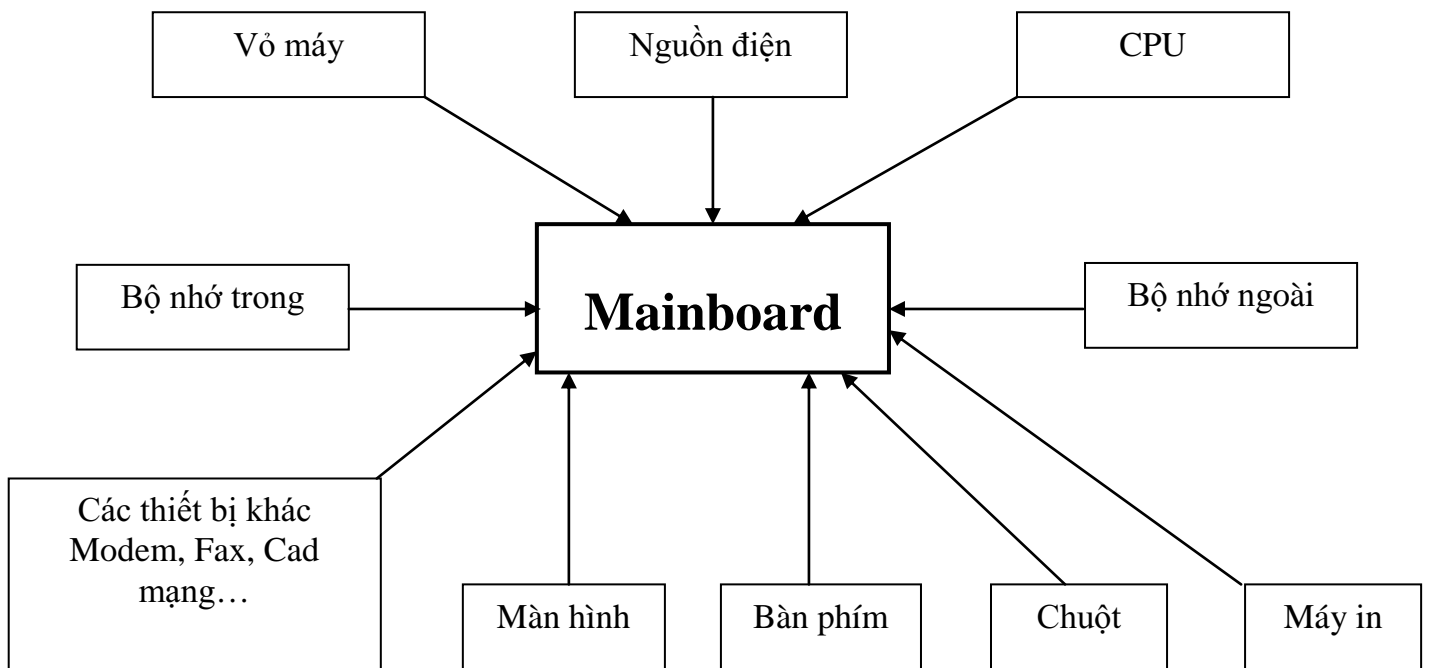 Vỏ máy
Nguồn điện
CPU
Bộ nhớ trong
Mainboard
Bộ nhớ ngoài
Các thiết bị khác
Modem, Fax, Cad
mạng…
Màn hình
Bàn phím
Chuột
Máy in